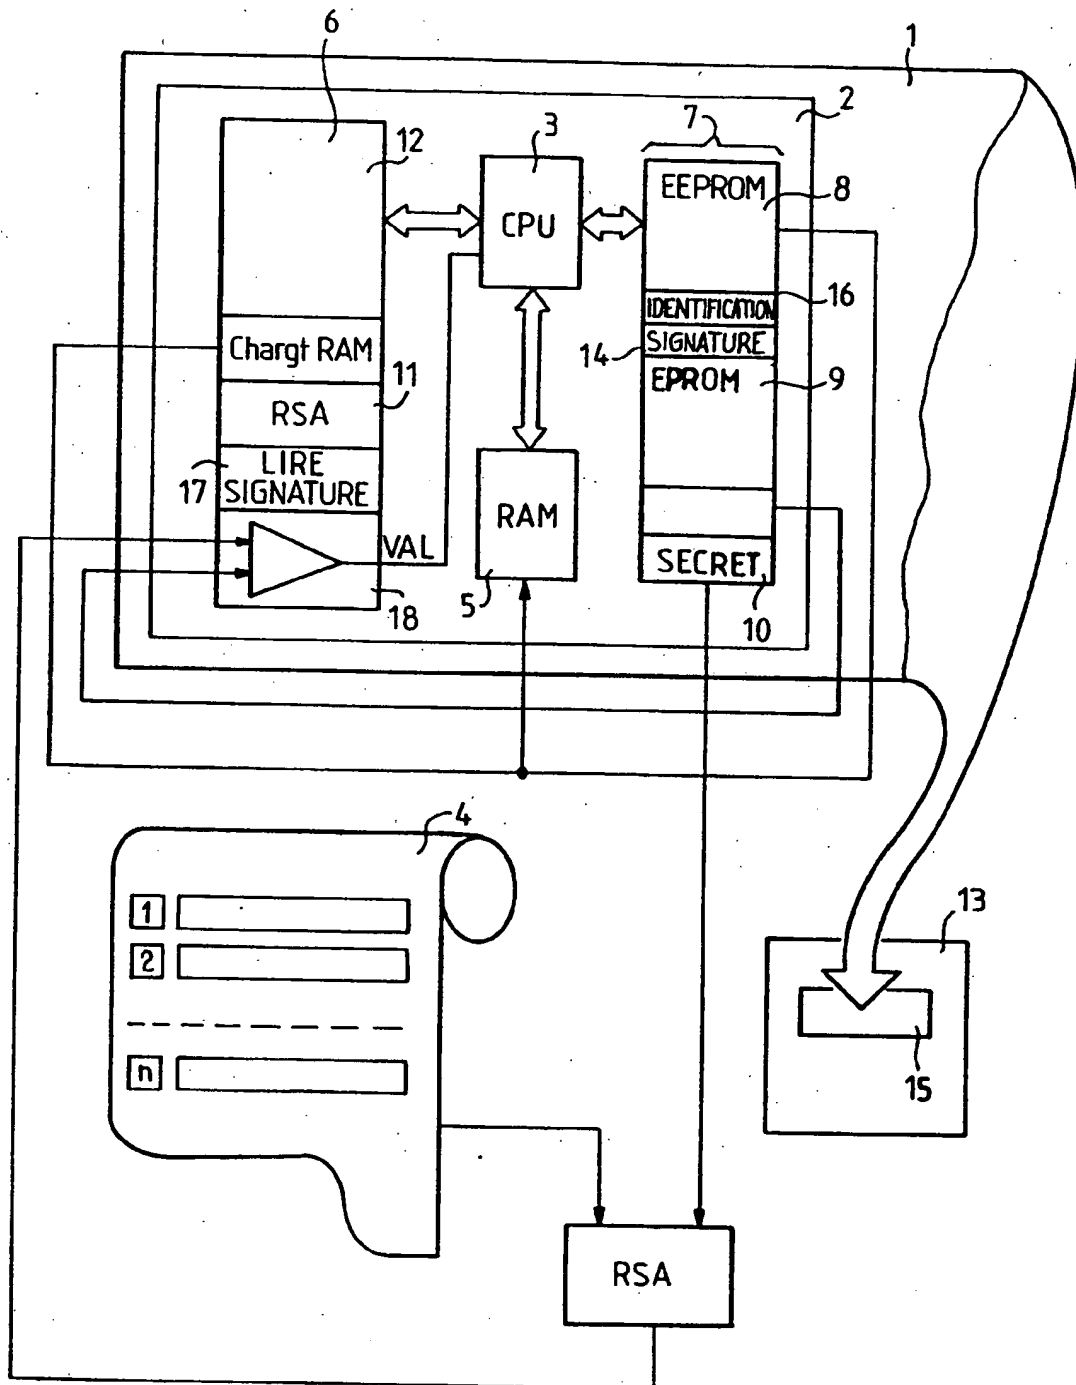 6
1
2
12
3
7
EEPROM
8
CPU
IDENTIFICATION
16
SIGNATURE
14
Chargt RAM
EPROM
9
11
RSA
LIRE
SIGNATURE
17
RAM
VAL
SECRET
5
18
10
4
1
2
n
13
15
RSA